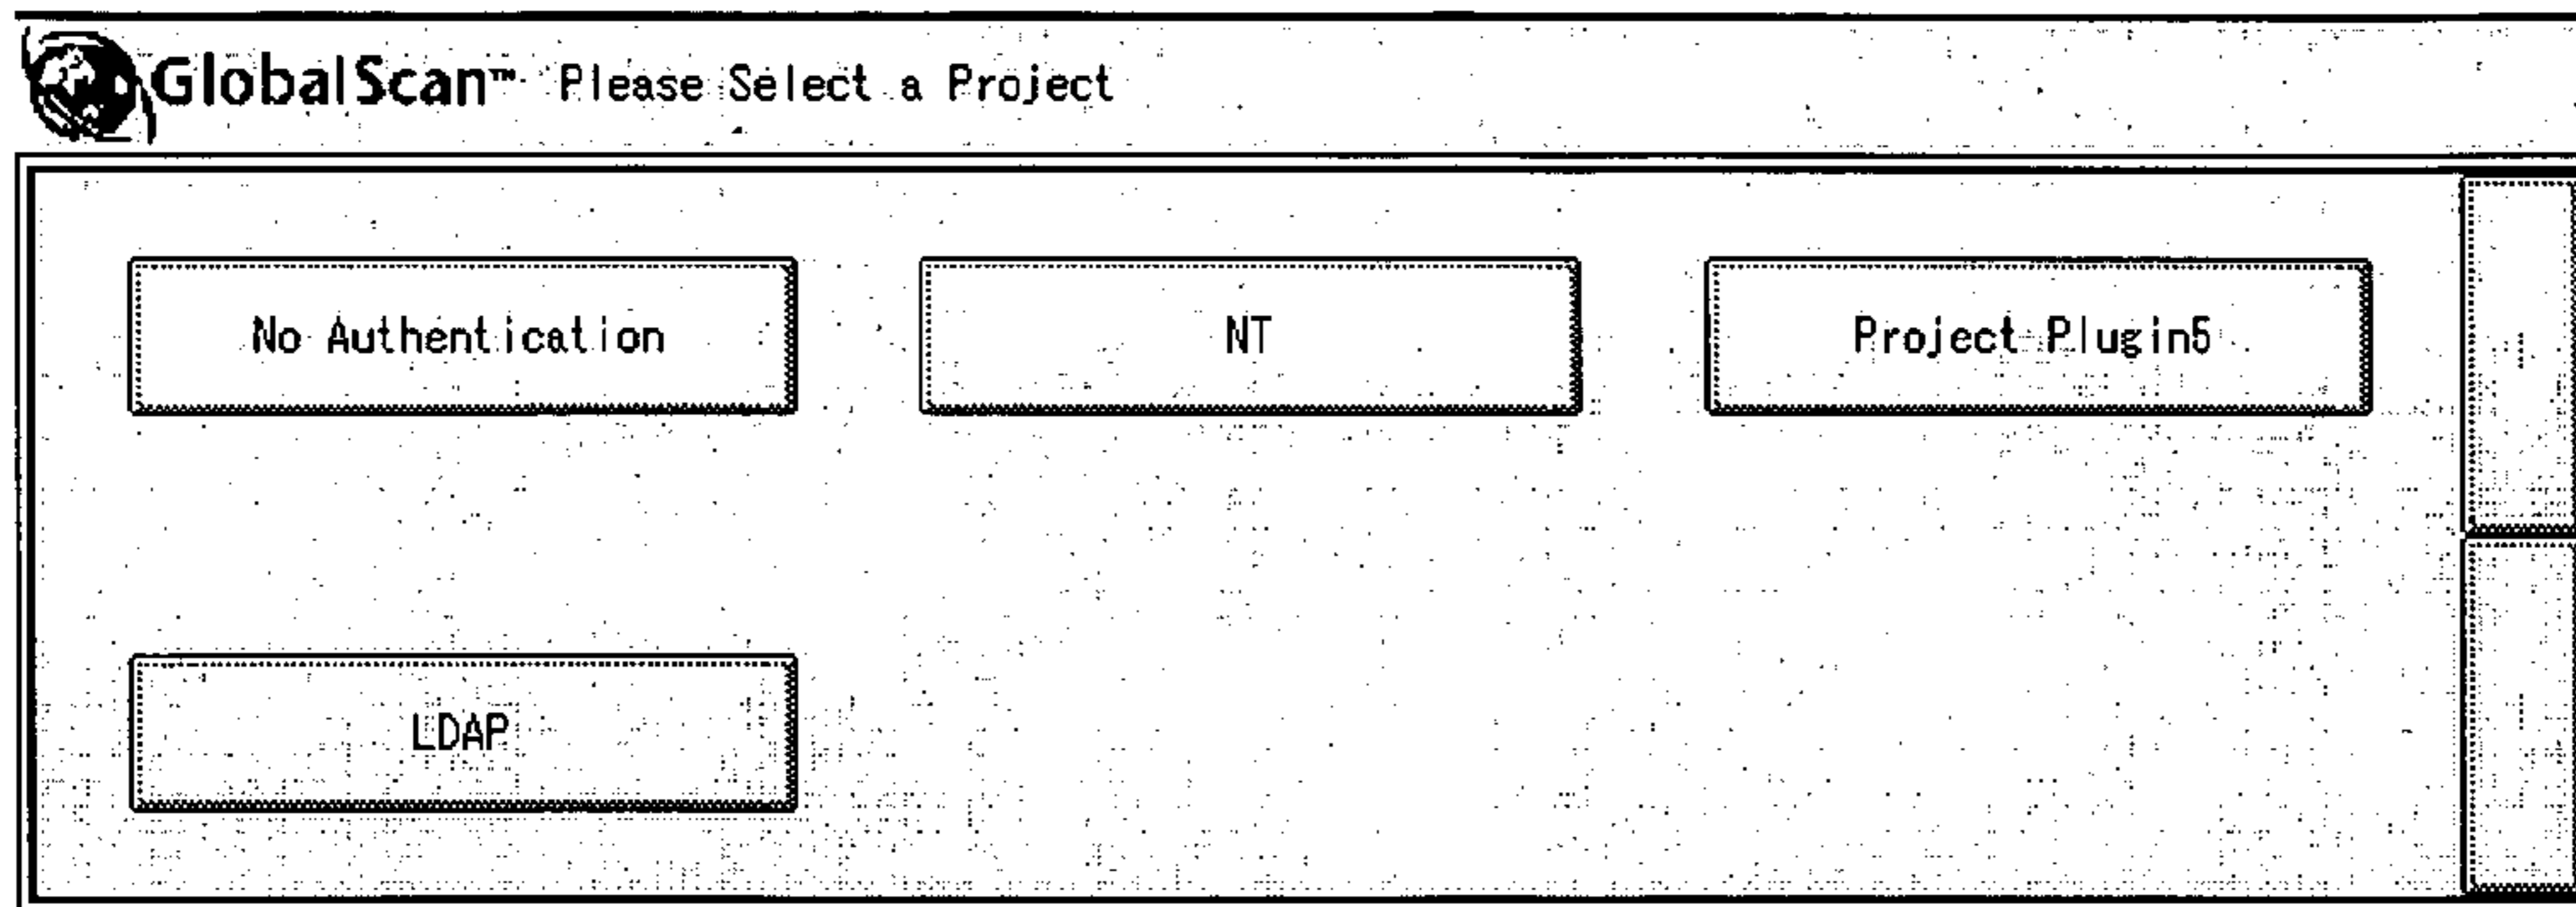 GlobalScan™ Please Select a Project
No Authentication NT Project Plugin5
LDAP